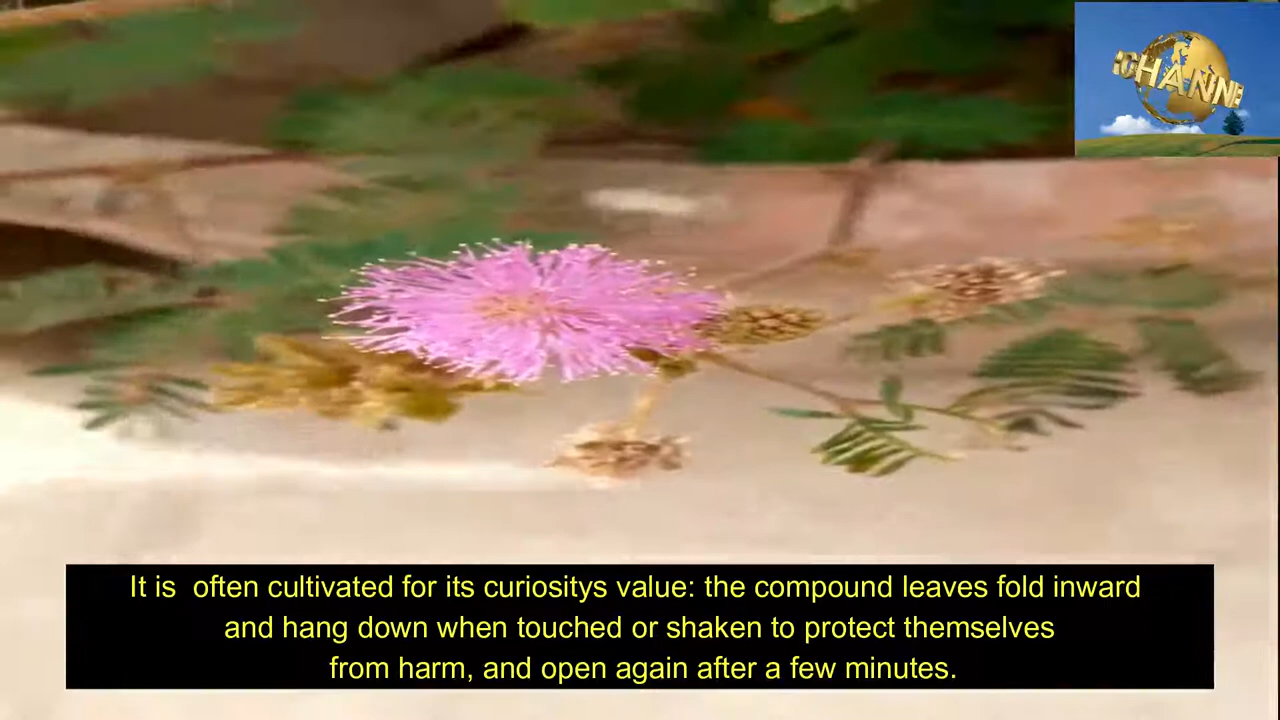 CHANNE
It is  often cultivated for its curiositys value: the compound leaves fold inward
and hang down when touched or shaken to protect themselves
from harm, and open again after a few minutes.